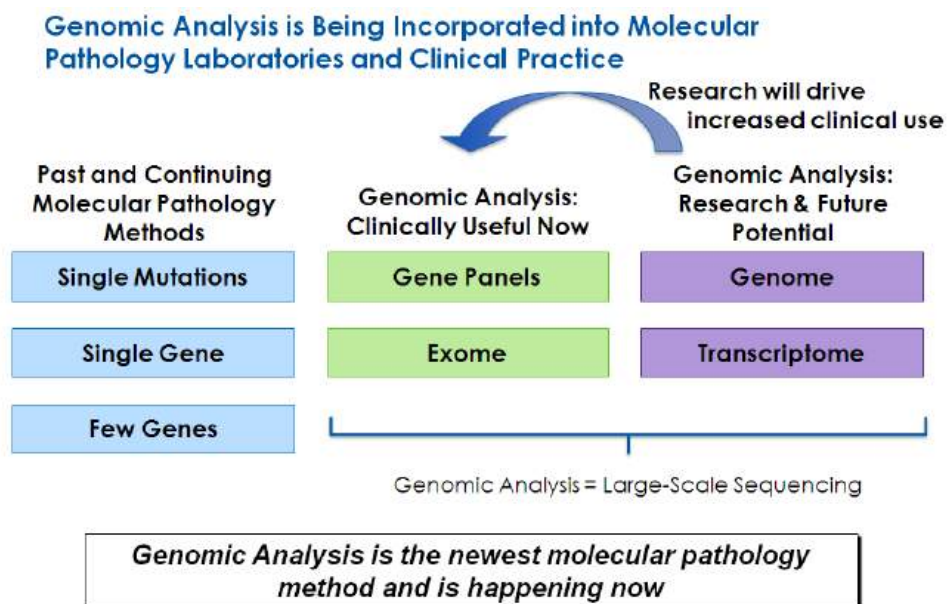 Genomic Analysis is Being Incorporated into Molecular
Pathology Laboratories and Clinical Practice
Research will drive
increased clinical use
Past and Continuing
Molecular Pathology
Methods
Single Mutations
Single Gene
Few Genes
Genomic Analysis:
Clinically Useful Now
Gene Panels
Exome
Genomic Analysis:
Research & Future
Potential
Genome
Transcriptome
Genomic Analysis = Large-Scale Sequencing
Genomic Analysis is the newest molecular pathology
method and is happening now